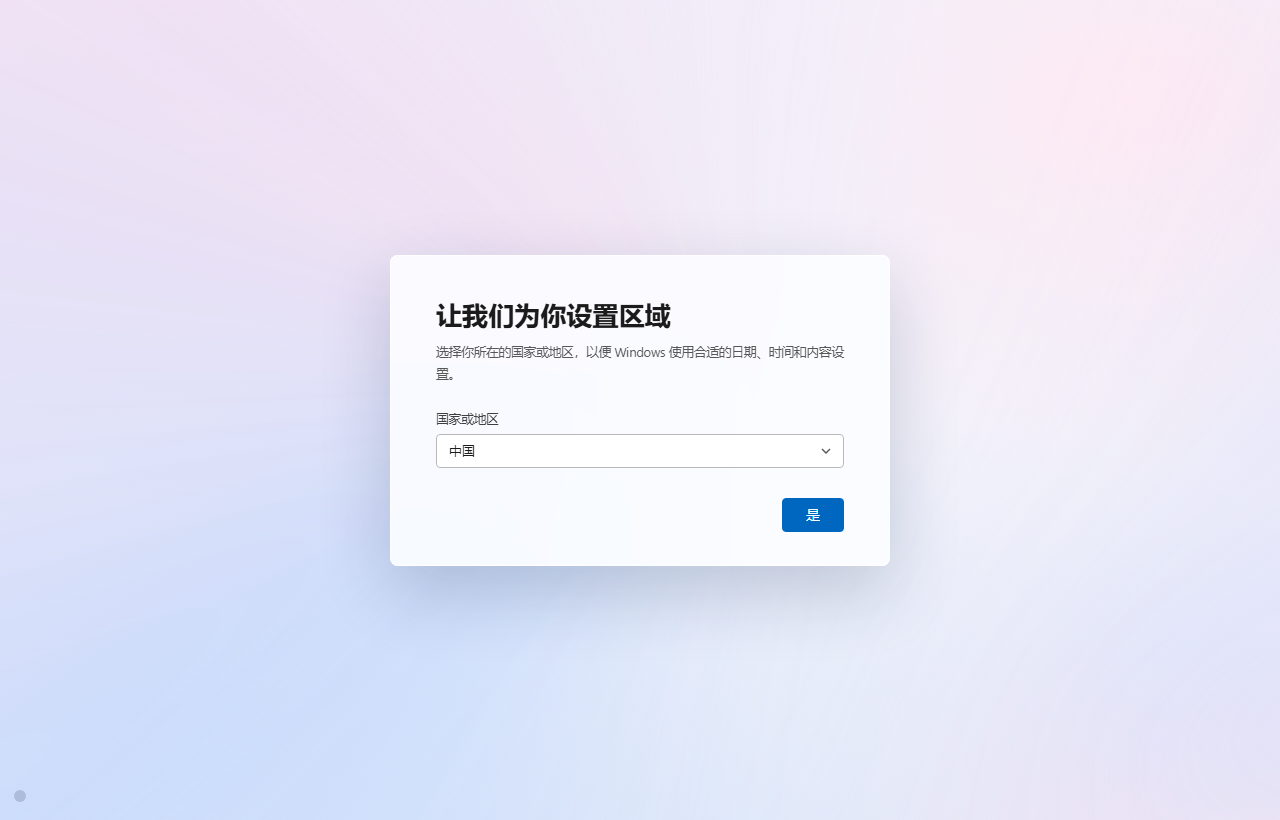 让我们为你设置区域
选择你所在的国家或地区，以便 Windows 使用合适的日期、时间和内容设
置。
国家或地区
中国
是